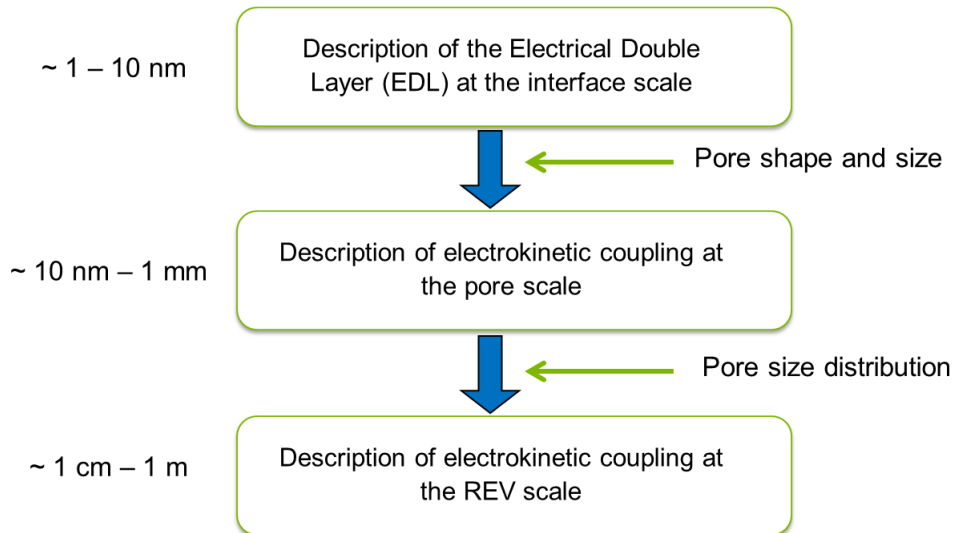 Description of the Electrical Double
Layer (EDL) at the interface scale
~ 1 – 10 nm
Pore shape and size
Description of electrokinetic coupling at
the pore scale
~ 10 nm – 1 mm
Pore size distribution
Description of electrokinetic coupling at
the REV scale
~ 1 cm – 1 m